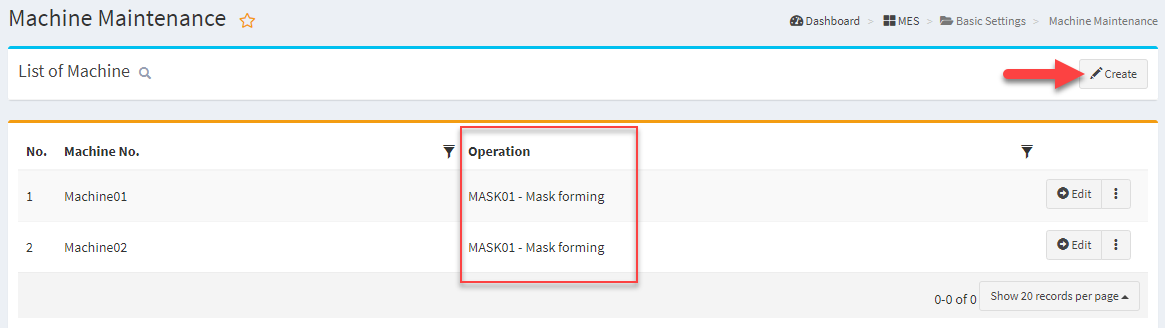 Machine Maintenance
Dashboard > MES > Basic Settings > Machine Maintenance
List of Machine
Create
No. Machine No. Operation
1 Machine01 MASK01 - Mask forming Edit
2 Machine02 MASK01 - Mask forming Edit
0-0 of 0 Show 20 records per page